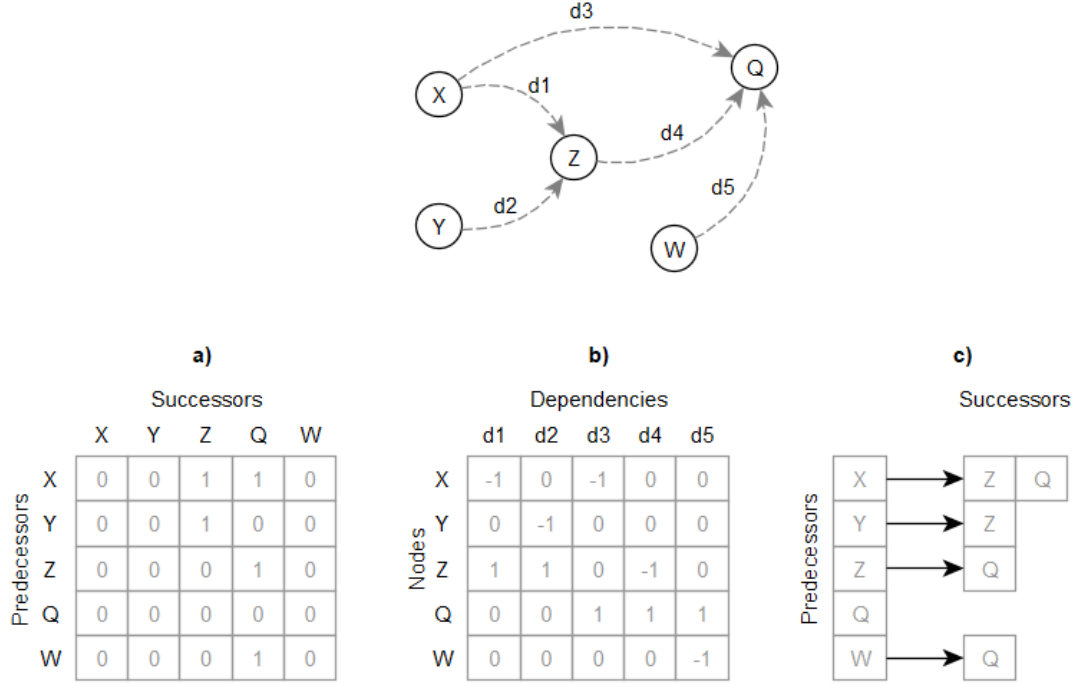 d3
Q
X
d1
d4
Z
d5
d2
Y
W
a) b) c)
Successors Dependencies Successors
X Y Z Q W d1 d2 d3 d4 d5
Predecessors
X 0 0 1 1 0
Y 0 0 1 0 0
Z 0 0 0 1 0
Q 0 0 0 0 0
W 0 0 0 1 0
Nodes
X -1 0 -1 0 0
Y 0 -1 0 0 0
Z 1 1 0 -1 0
Q 0 0 1 1 1
W 0 0 0 0 -1
Predecessors
X Z Q
Y Z
Z Q
Q
W Q